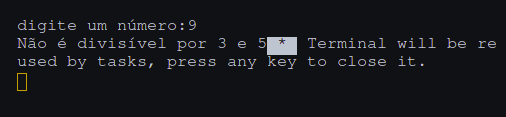 digite um número:9
Não é divisível por 3 e 5 *  Terminal will be re
used by tasks, press any key to close it.